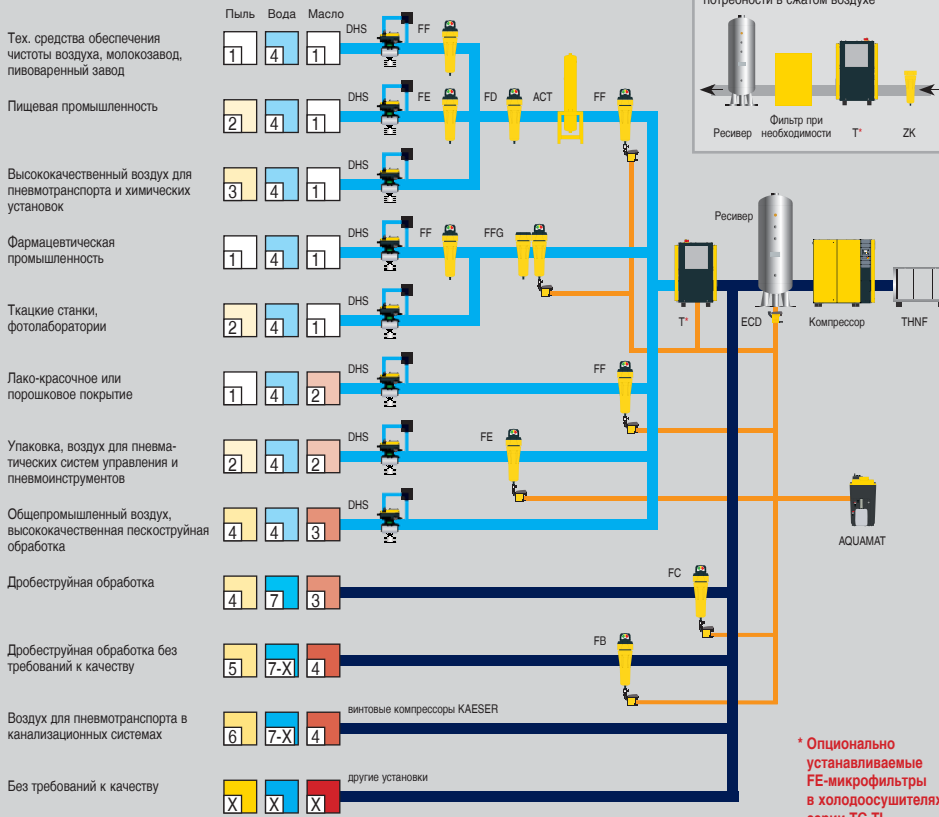 потребности в сжатом воздухе
Ресивер
Фильтр при
необходимости
T*
ZK
Пыль Вода Масло
Тех. средства обеспечения
чистоты воздуха, молокозавод,
пивоваренный завод
1 4 1
DHS FF
Пищевая промышленность
2 4 1
DHS FE FD ACT FF
Высококачественный воздух для
пневмотранспорта и химических
установок
3 4 1
DHS
Фармацевтическая
промышленность
1 4 1
DHS FF FFG
Ресивер
T* ECD Компрессор THNF
Ткацкие станки,
фотолаборатории
2 4 1
DHS
Лако-красочное или
порошковое покрытие
1 4 2
DHS FF
Упаковка, воздух для пневма-
тических систем управления и
пневмоинструментов
2 4 2
DHS FE
Общепромышленный воздух,
высококачественная пескоструйная
обработка
4 4 3
DHS
AQUAMAT
Дробеструйная обработка
4 7 3
FC
Дробеструйная обработка без
требований к качеству
5 7-X 4
FB
Воздух для пневмотранспорта в
канализационных системах
6 7-X 4
винтовые компрессоры KAESER
Без требований к качеству
X X X
другие установки
* Опционально
устанавливаемые
FE-микрофильтры
в холодоосушителях